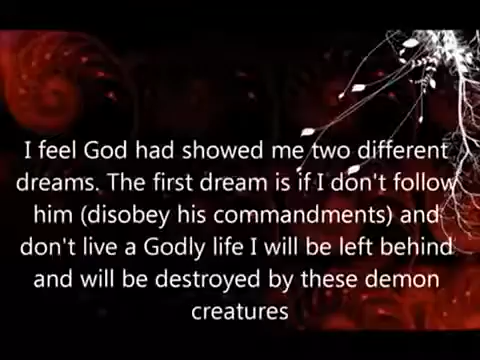 I feel God had showed me two different
dreams. The first dream is if I don't follow
him (disobey his commandments) and
don't live a Godly life I will be left behind
and will be destroyed by these demon
creatures